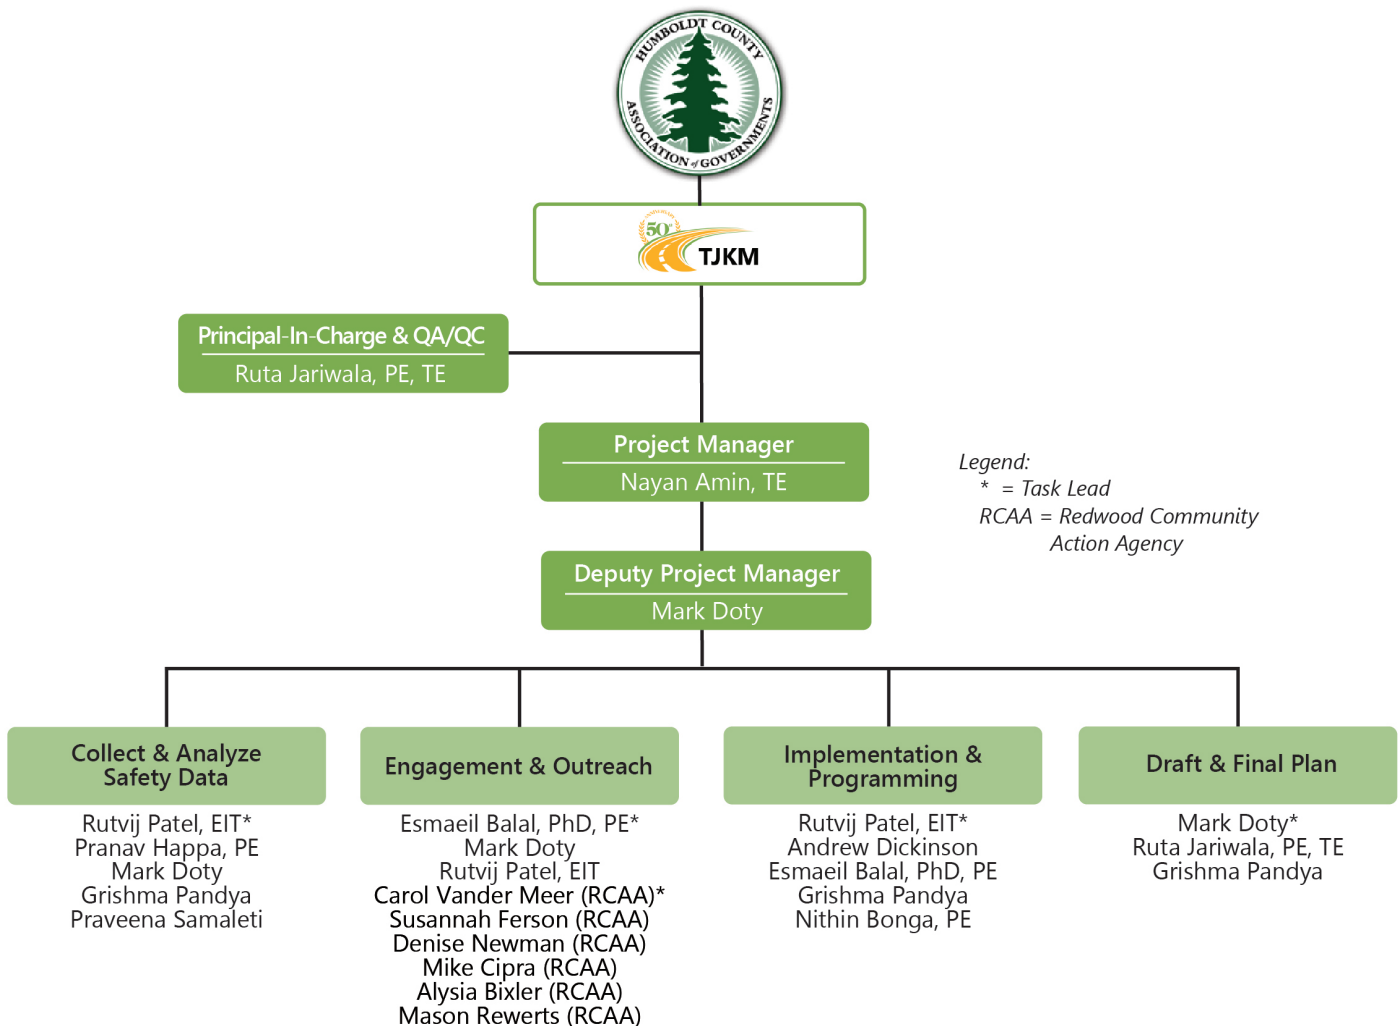 HUMBOLDT COUNTY
ASSOCIATION of GOVERNMENTS
ANNIVERSARY
50th
TJKM
Principal-In-Charge & QA/QC
Ruta Jariwala, PE, TE
Project Manager
Nayan Amin, TE
Legend:
* = Task Lead
RCAA = Redwood Community
Action Agency
Deputy Project Manager
Mark Doty
Collect & Analyze
Safety Data
Rutvij Patel, EIT*
Pranav Happa, PE
Mark Doty
Grishma Pandya
Praveena Samaleti
Engagement & Outreach
Esmaeil Balal, PhD, PE*
Mark Doty
Rutvij Patel, EIT
Carol Vander Meer (RCAA)*
Susannah Ferson (RCAA)
Denise Newman (RCAA)
Mike Cipra (RCAA)
Alysia Bixler (RCAA)
Mason Rewerts (RCAA)
Implementation &
Programming
Rutvij Patel, EIT*
Andrew Dickinson
Esmaeil Balal, PhD, PE
Grishma Pandya
Nithin Bonga, PE
Draft & Final Plan
Mark Doty*
Ruta Jariwala, PE, TE
Grishma Pandya